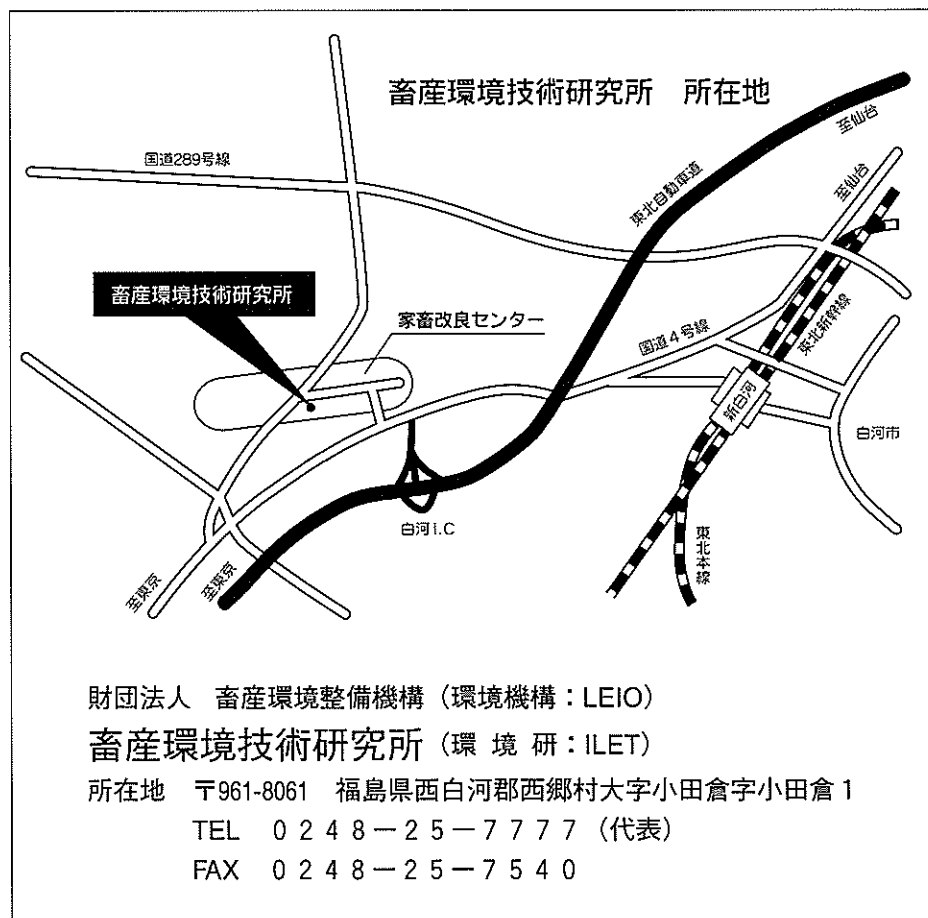 畜産環境技術研究所　所在地
至仙台
国道289号線
東北自動車道
至仙台
畜産環境技術研究所
家畜改良センター
国道4号線
東北新幹線
新白河
白河市
白河I.C
東北本線
至東京
至東京
財団法人　畜産環境整備機構（環境機構：LEIO）
畜産環境技術研究所（環 境 研：ILET）
所在地　〒961-8061　福島県西白河郡西郷村大字小田倉字小田倉1
TEL　0248－25－7777（代表）
FAX　0248－25－7540